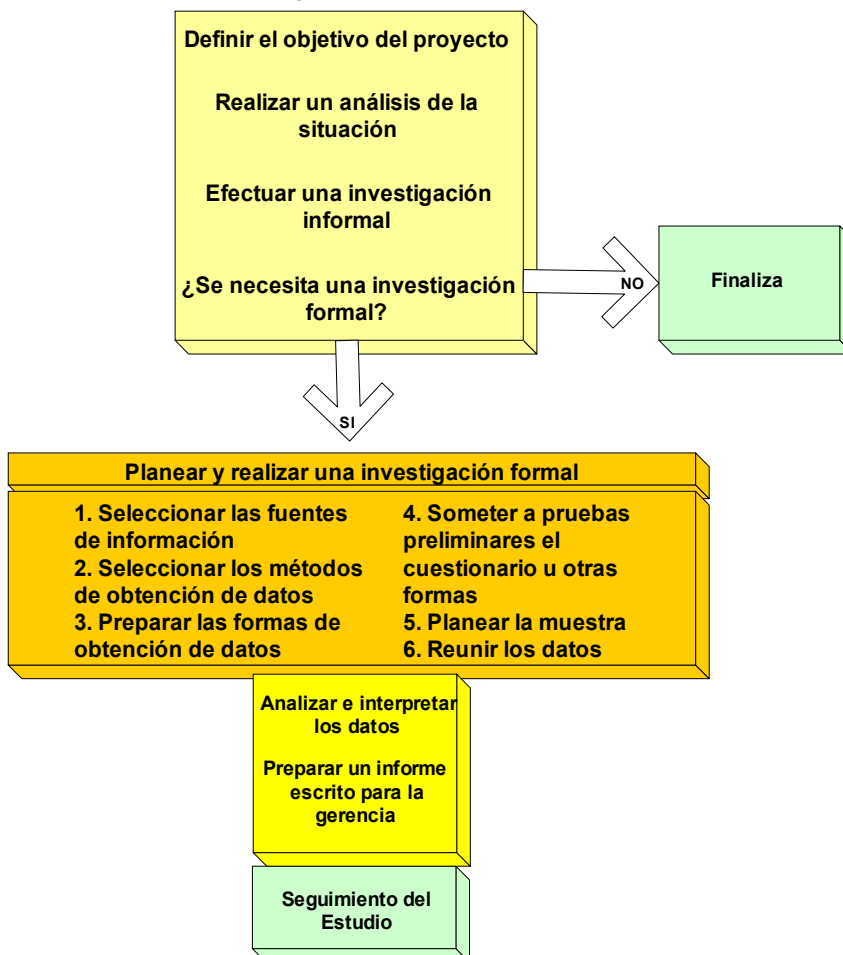 Definir el objetivo del proyecto
Realizar un análisis de la
situación
Efectuar una investigación
informal
¿Se necesita una investigación
formal?
NO
Finaliza
SI
Planear y realizar una investigación formal
1. Seleccionar las fuentes
de información
2. Seleccionar los métodos
de obtención de datos
3. Preparar las formas de
obtención de datos
4. Someter a pruebas
preliminares el
cuestionario u otras
formas
5. Planear la muestra
6. Reunir los datos
Analizar e interpretar
los datos
Preparar un informe
escrito para la
gerencia
Seguimiento del
Estudio